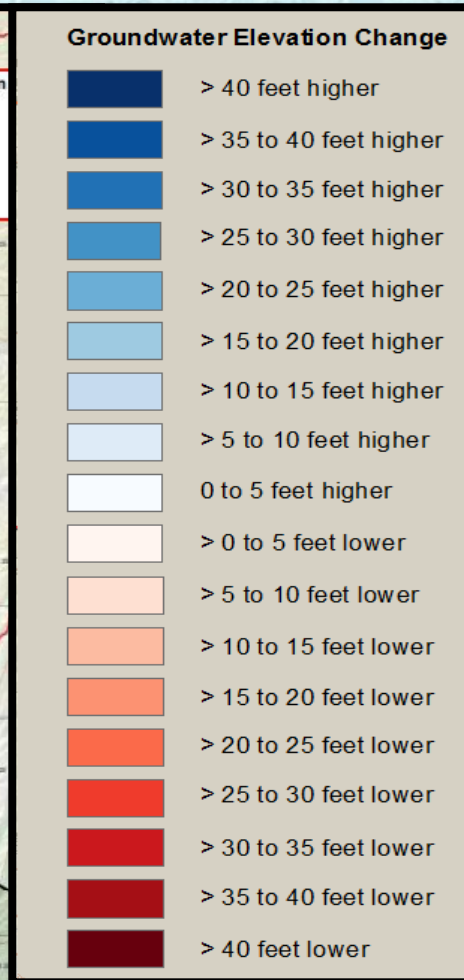 Groundwater Elevation Change
> 40 feet higher
> 35 to 40 feet higher
> 30 to 35 feet higher
> 25 to 30 feet higher
> 20 to 25 feet higher
> 15 to 20 feet higher
> 10 to 15 feet higher
> 5 to 10 feet higher
0 to 5 feet higher
> 0 to 5 feet lower
> 5 to 10 feet lower
> 10 to 15 feet lower
> 15 to 20 feet lower
> 20 to 25 feet lower
> 25 to 30 feet lower
> 30 to 35 feet lower
> 35 to 40 feet lower
> 40 feet lower